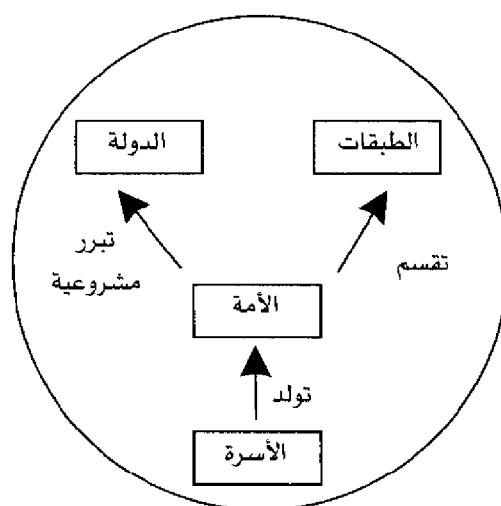 الطبقات
الدولة
تقسم
تبرر
مشروعية
الأمة
تولد
الأسرة